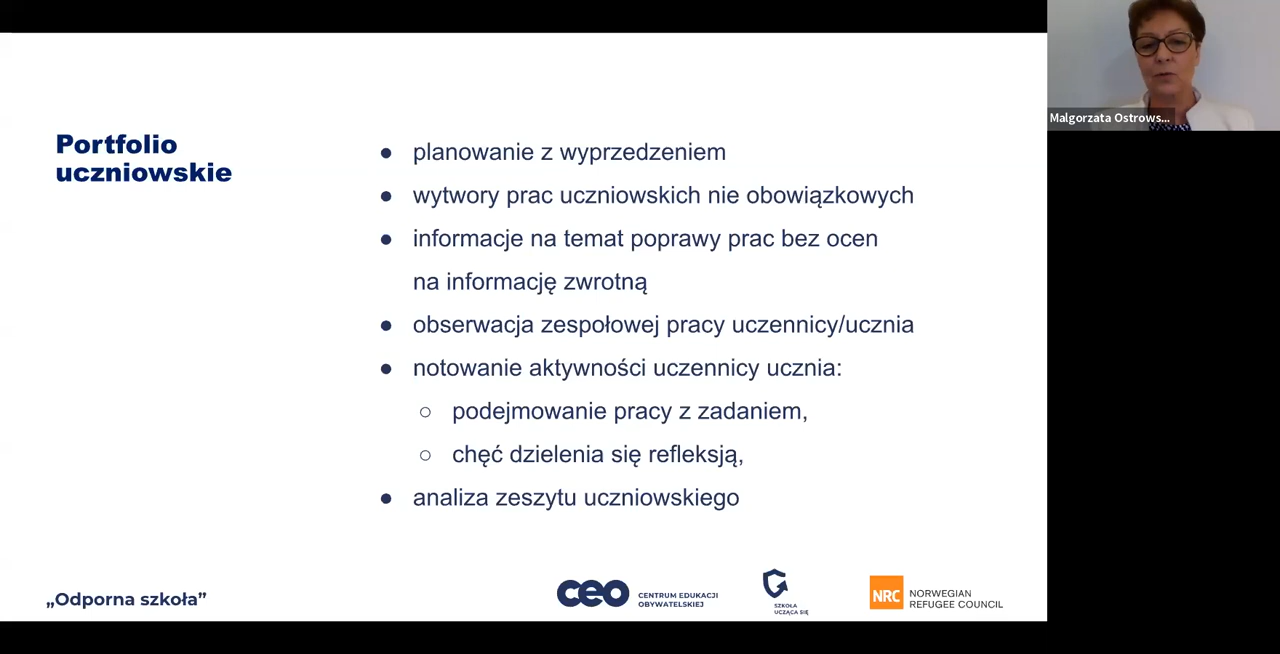 Malgorzata Ostrows...
Portfolio
uczniowskie
● planowanie z wyprzedzeniem
● wytwory prac uczniowskich nie obowiązkowych
● informacje na temat poprawy prac bez ocen
na informację zwrotną
● obserwacja zespołowej pracy uczennicy/ucznia
● notowanie aktywności uczennicy ucznia:
○ podejmowanie pracy z zadaniem,
○ chęć dzielenia się refleksją,
● analiza zeszytu uczniowskiego
„Odporna szkoła”
ceo
CENTRUM EDUKACJI
OBYWATELSKIEJ
SZKOŁA
UCZĄCA SIĘ
NRC
NORWEGIAN
REFUGEE COUNCIL